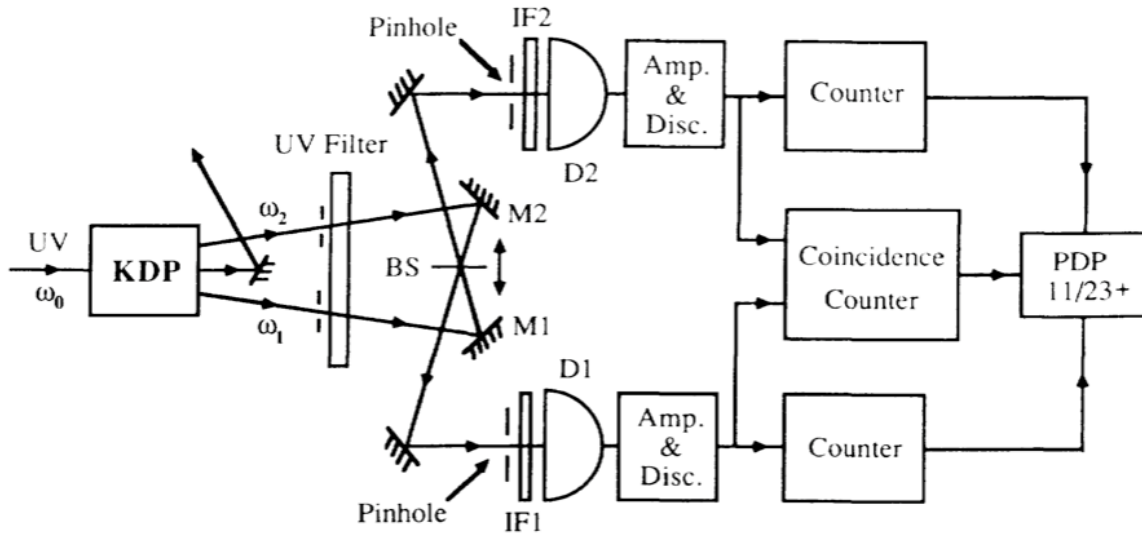 IF2
Pinhole
Amp.
&
Disc.
Counter
UV Filter
D2
ω₂
M2
UV
KDP
BS
Coincidence
Counter
PDP
11/23+
ω₀
ω₁
M1
D1
Amp.
&
Disc.
Counter
Pinhole
IF1